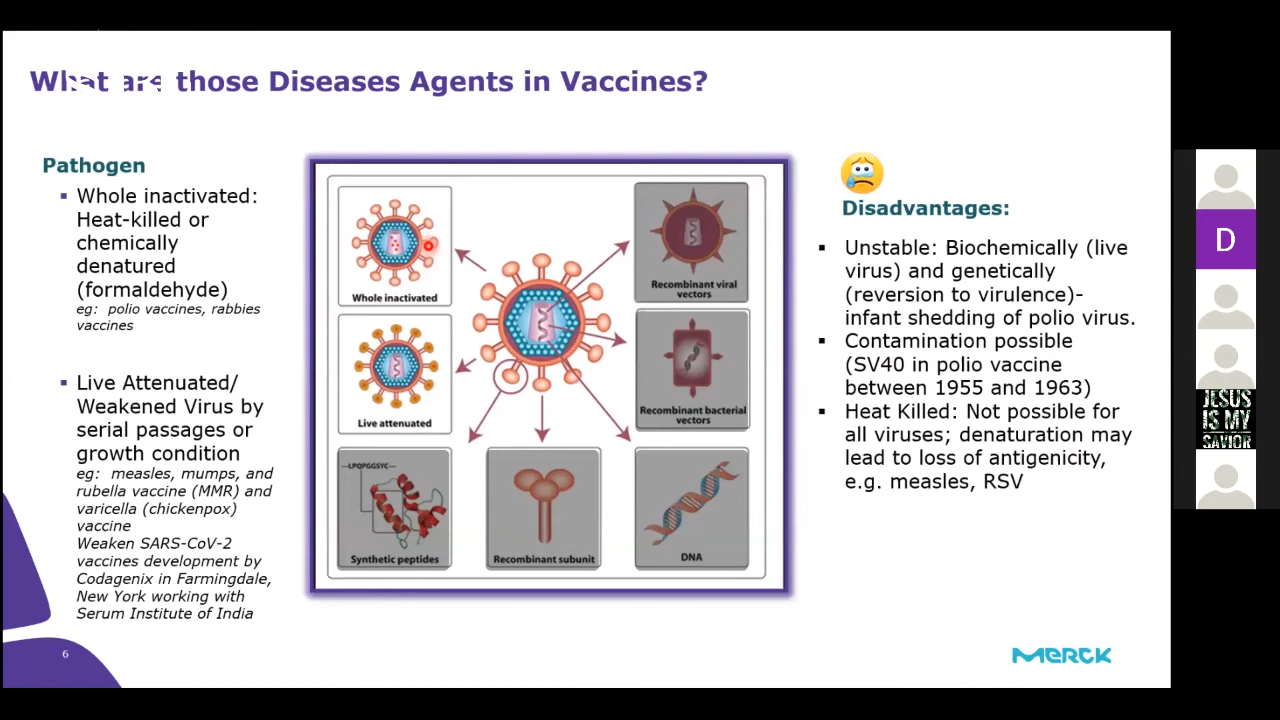 What are those Diseases Agents in Vaccines?
Pathogen
▪ Whole inactivated:
Heat-killed or
chemically
denatured
(formaldehyde)
eg: polio vaccines, rabbies
vaccines
▪ Live Attenuated/
Weakened Virus by
serial passages or
growth condition
eg: measles, mumps, and
rubella vaccine (MMR) and
varicella (chickenpox)
vaccine
Weaken SARS-CoV-2
vaccines development by
Codagenix in Farmingdale,
New York working with
Serum Institute of India
Whole inactivated
Live attenuated
—LPQPGGSYC—
Synthetic peptides
Recombinant subunit
DNA
Recombinant viral
vectors
Recombinant bacterial
vectors
Disadvantages:
▪ Unstable: Biochemically (live
virus) and genetically
(reversion to virulence)-
infant shedding of polio virus.
▪ Contamination possible
(SV40 in polio vaccine
between 1955 and 1963)
▪ Heat Killed: Not possible for
all viruses; denaturation may
lead to loss of antigenicity,
e.g. measles, RSV
6
MERCK
D
JESUS
IS MY
SAVIOR